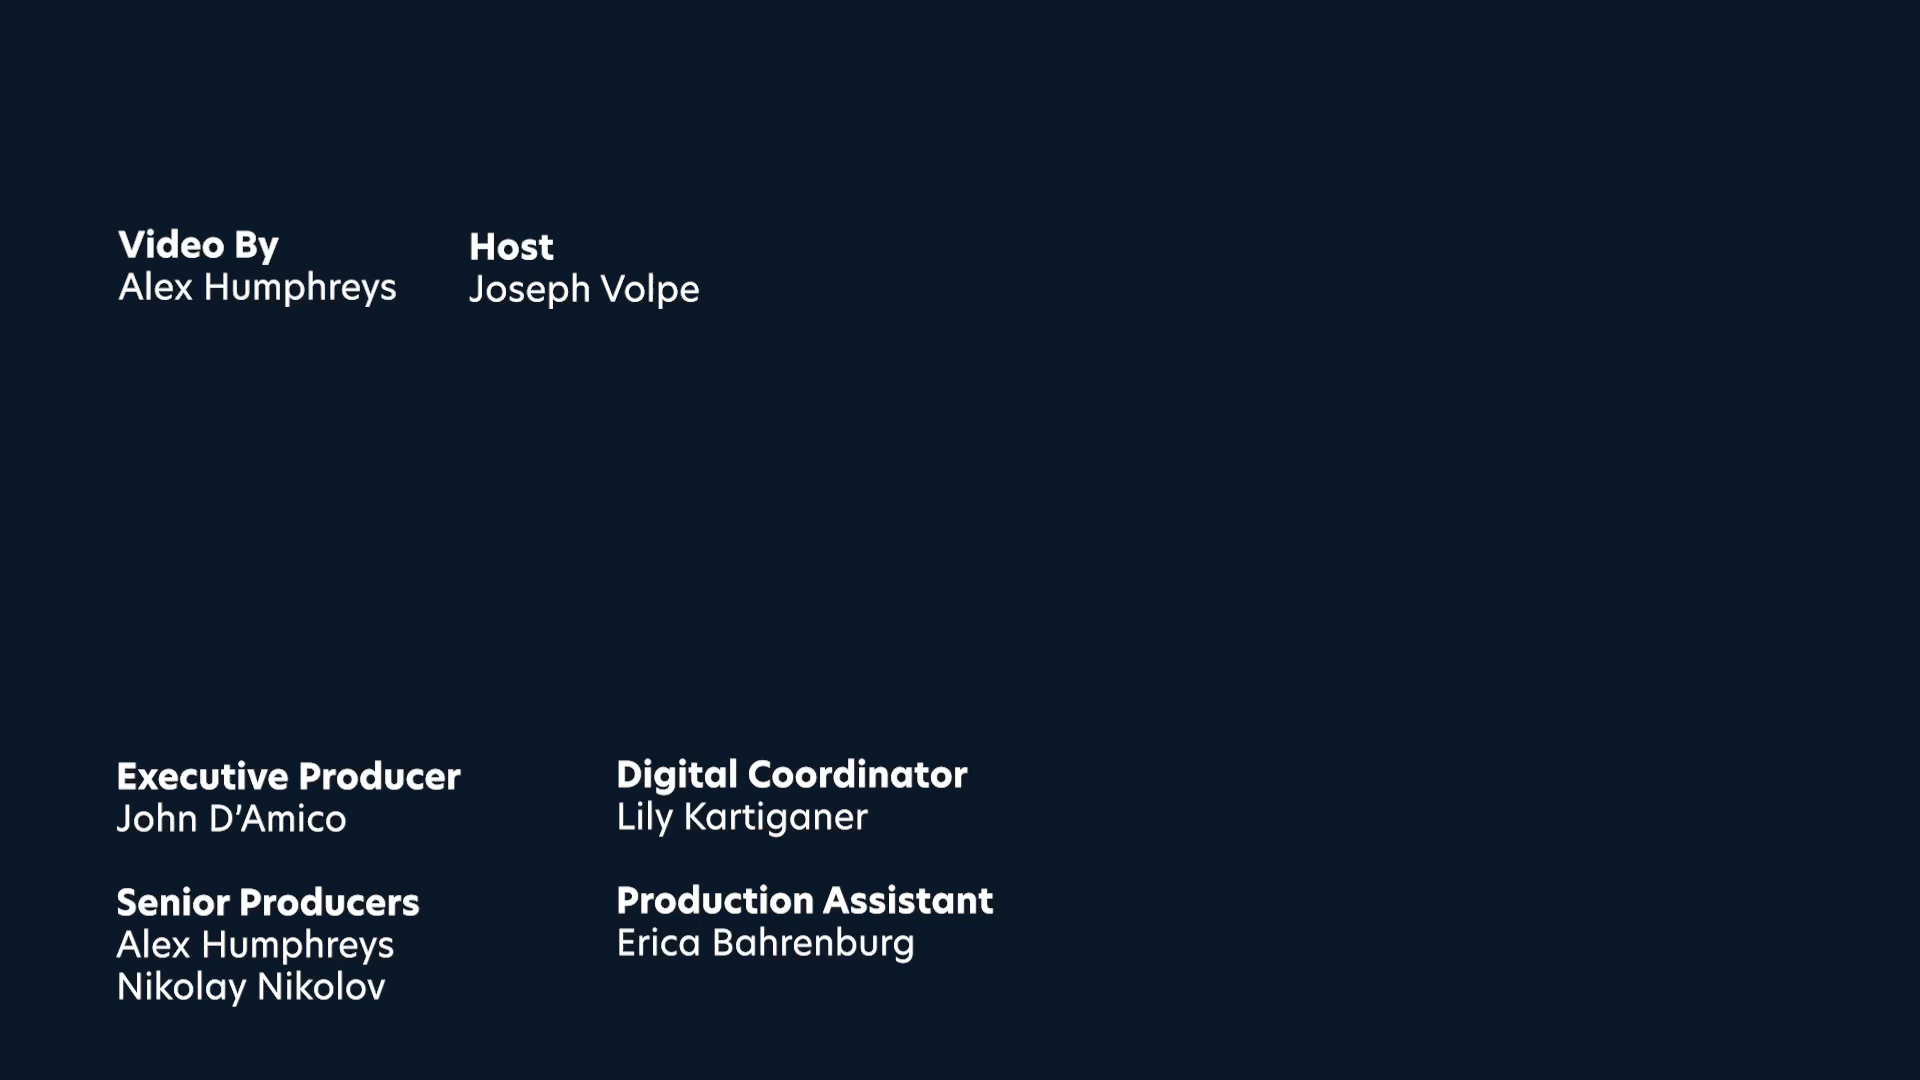 Video By
Alex Humphreys
Host
Joseph Volpe
Executive Producer
John D’Amico
Senior Producers
Alex Humphreys
Nikolay Nikolov
Digital Coordinator
Lily Kartiganer
Production Assistant
Erica Bahrenburg